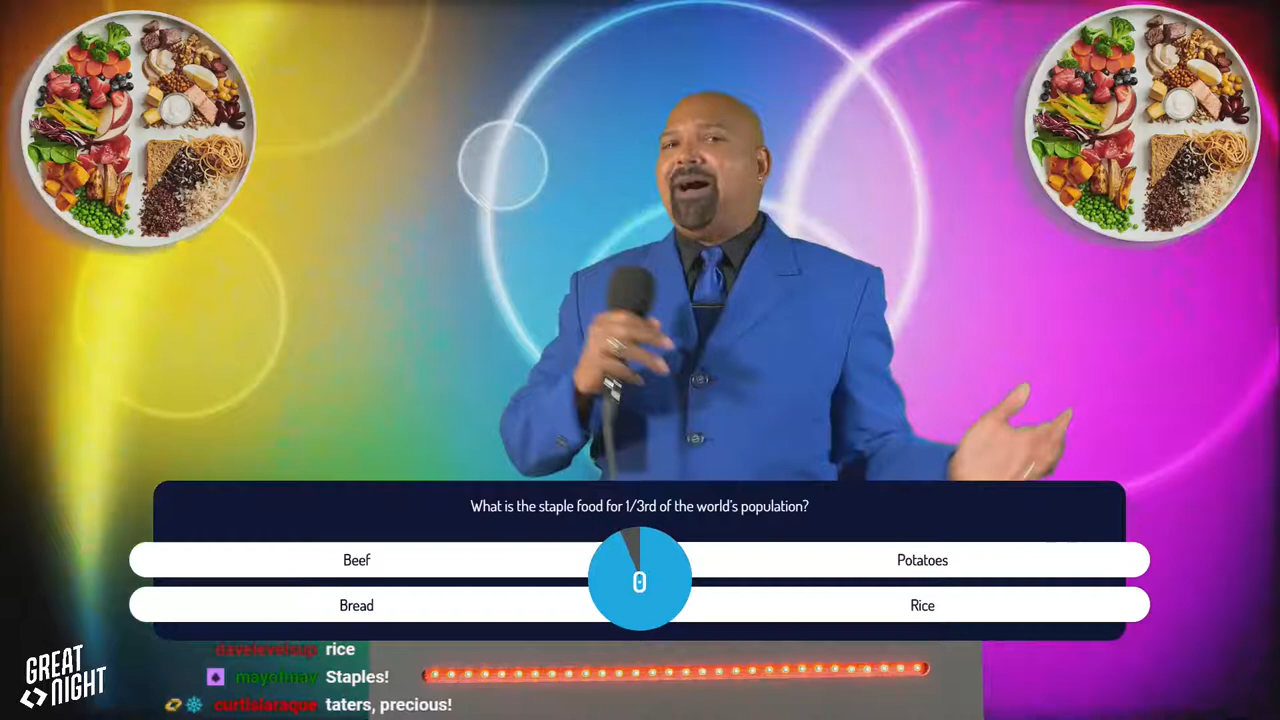 What is the staple food for 1/3rd of the world's population?
Beef
Potatoes
0
Bread
Rice
davelevelsup rice
mayofmay Staples!
curtislaraque taters, precious!
GREAT
NIGHT